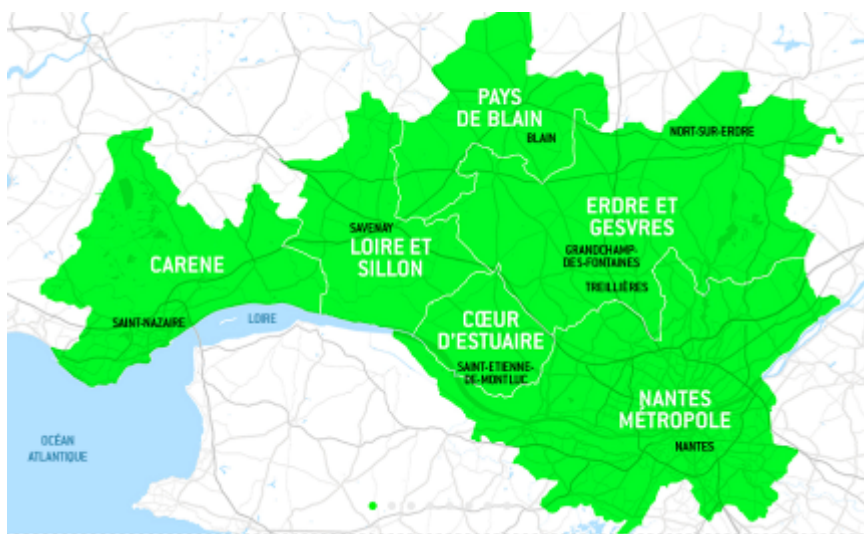 PAYS
DE BLAIN
BLAIN
NORT-SUR-ERDRE
ERDRE ET
GESVRES
SAVENAY
LOIRE ET
SILLON
GRANDCHAMP-
DES-FONTAINES
CARENE
TREILLIÈRES
SAINT-NAZAIRE
LOIRE
CŒUR
D'ESTUAIRE
SAINT-ETIENNE-
DE-MONTLUC
NANTES
MÉTROPOLE
NANTES
OCÉAN
ATLANTIQUE